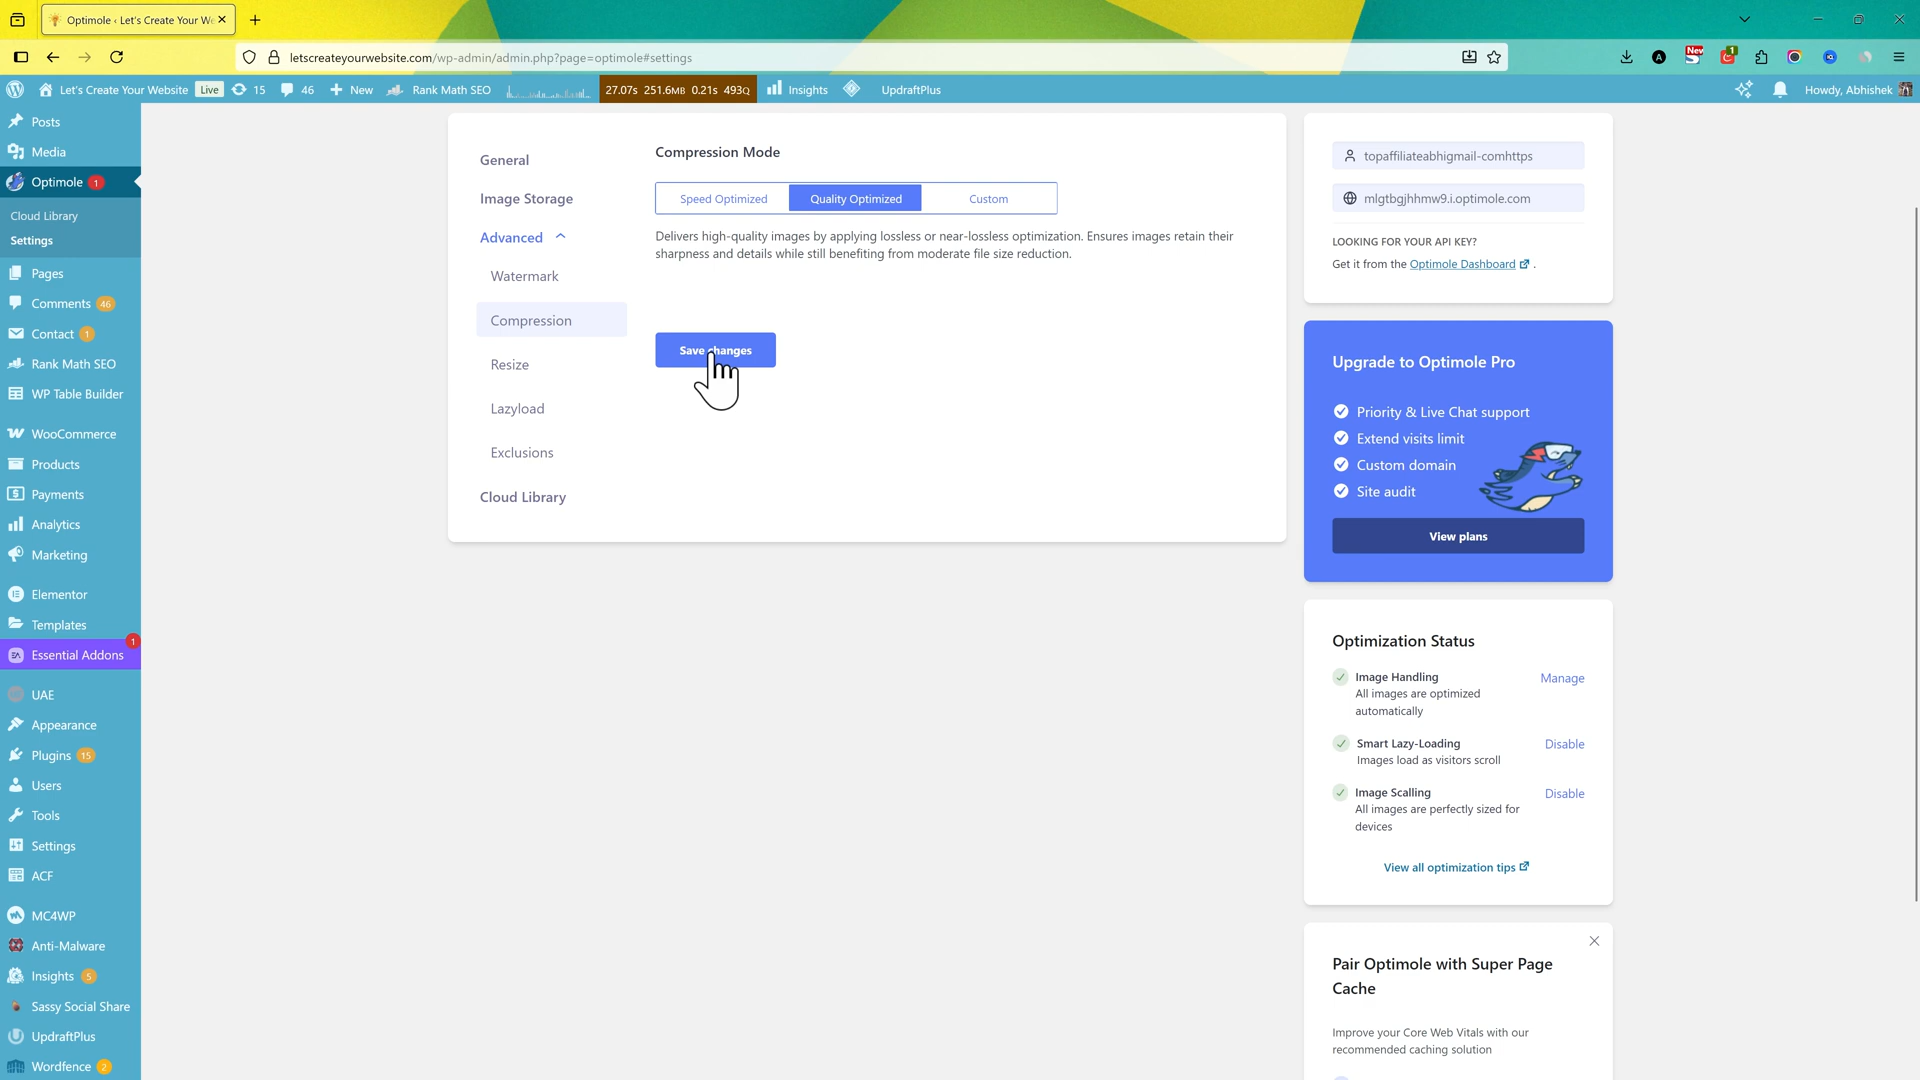 Optimole ‹ Let's Create Your We
letscreateyourwebsite.com/wp-admin/admin.php?page=optimole#settings
New
1
Let's Create Your Website Live 15 46 New Rank Math SEO 27.07s 251.6MB 0.21s 493Q Insights UpdraftPlus Howdy, Abhishek
Posts
Media
Optimole 1
Cloud Library
Settings
Pages
Comments 46
Contact 1
Rank Math SEO
WP Table Builder
WooCommerce
Products
Payments
Analytics
Marketing
Elementor
Templates
1
Essential Addons
UAE
Appearance
Plugins 15
Users
Tools
Settings
ACF
MC4WP
Anti-Malware
Insights 5
Sassy Social Share
UpdraftPlus
Wordfence 2
General
Image Storage
Advanced
Watermark
Compression
Resize
Lazyload
Exclusions
Cloud Library
Compression Mode
Speed Optimized Quality Optimized Custom
Delivers high-quality images by applying lossless or near-lossless optimization. Ensures images retain their
sharpness and details while still benefiting from moderate file size reduction.
Save changes
topaffiliateabhigmail-comhttps
mlgtbgjhhmw9.i.optimole.com
LOOKING FOR YOUR API KEY?
Get it from the Optimole Dashboard .
Upgrade to Optimole Pro
Priority & Live Chat support
Extend visits limit
Custom domain
Site audit
View plans
Optimization Status
Image Handling Manage
All images are optimized
automatically
Smart Lazy-Loading Disable
Images load as visitors scroll
Image Scalling Disable
All images are perfectly sized for
devices
View all optimization tips
Pair Optimole with Super Page
Cache
Improve your Core Web Vitals with our
recommended caching solution